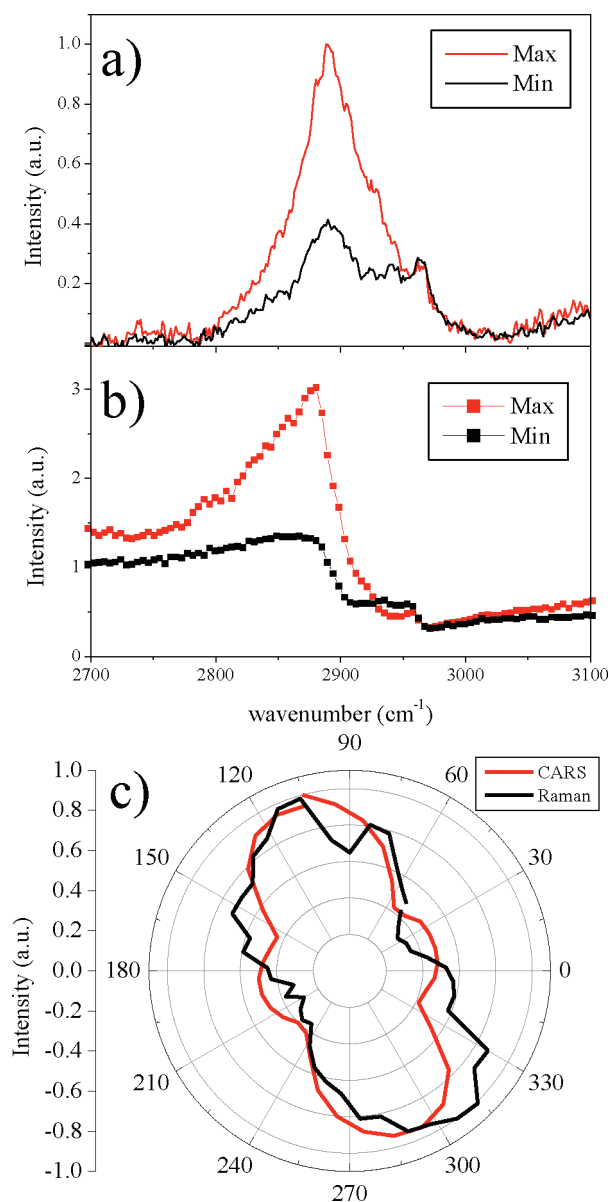 a)
Max
Min
1.0
0.8
0.6
0.4
0.2
Intensity (a.u.)
b)
Max
Min
3
2
1
0
Intensity (a.u.)
2700 2800 2900 3000 3100
wavenumber (cm-1)
c)
CARS
Raman
90
120 60
150 30
180 0
210 330
240 300
270
1.0
0.8
0.6
0.4
0.2
0.0
-0.2
-0.4
-0.6
-0.8
-1.0
Intensity (a.u.)